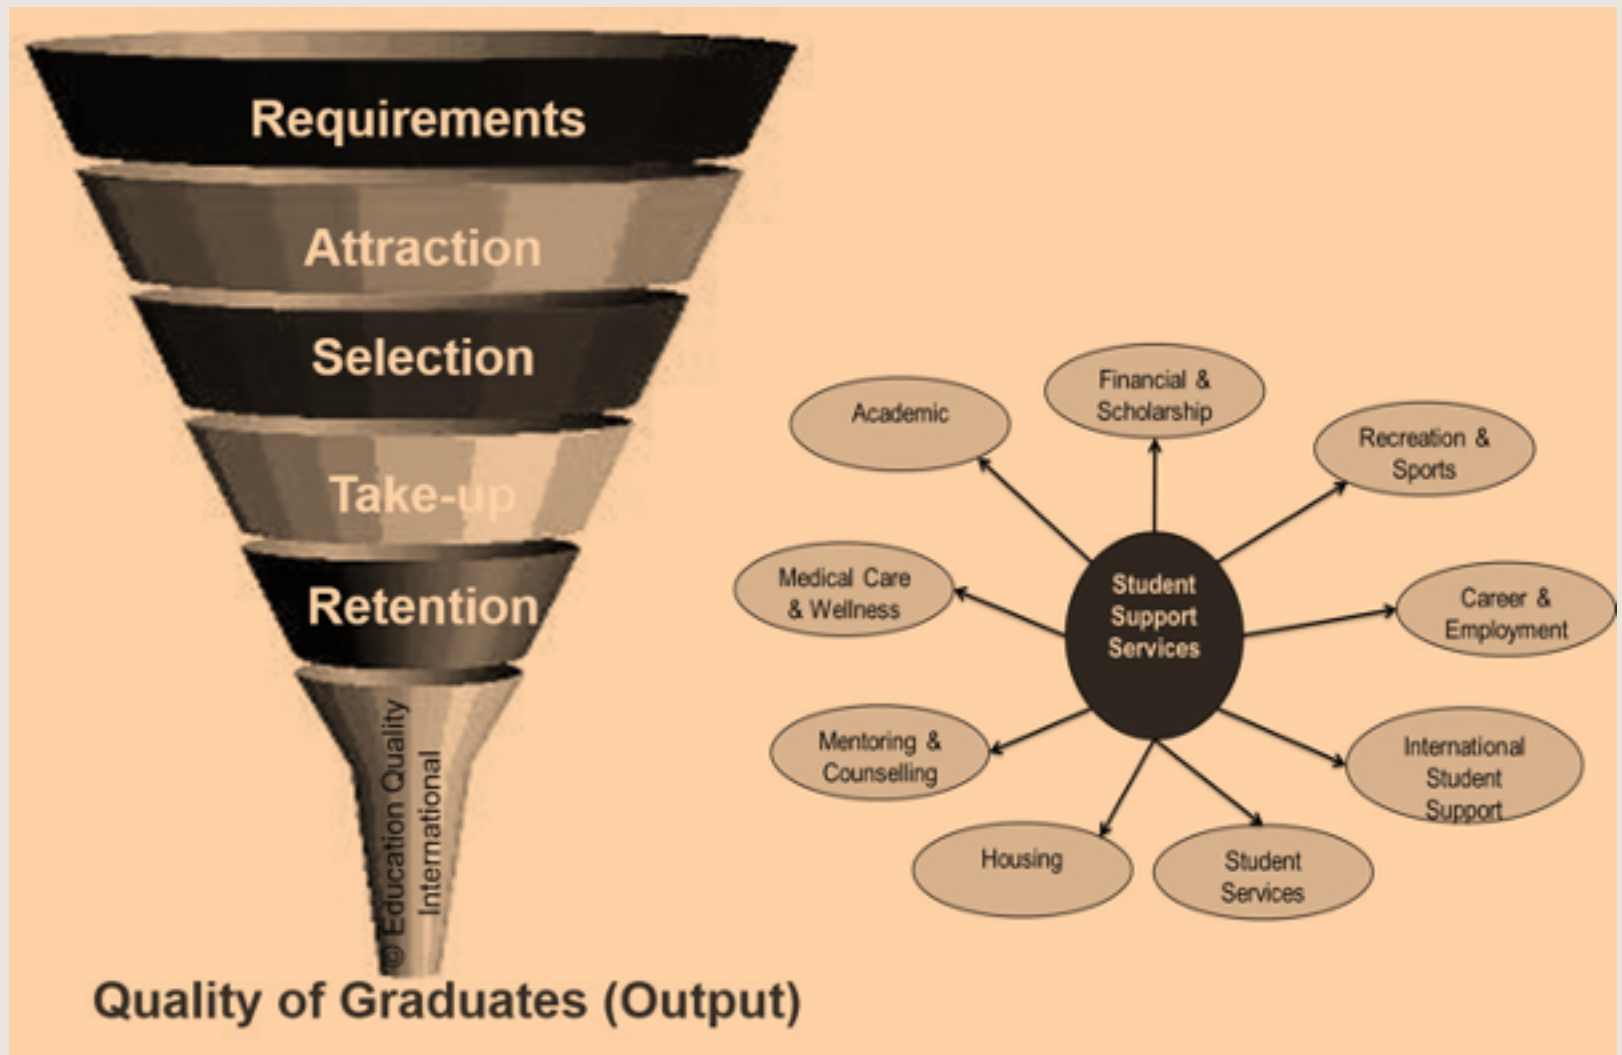 Requirements
Attraction
Selection
Take-up
Retention
© Education Quality
International
Quality of Graduates (Output)
Student
Support
Services
Academic
Financial &
Scholarship
Recreation &
Sports
Career &
Employment
International
Student
Support
Student
Services
Housing
Mentoring &
Counselling
Medical Care
& Wellness